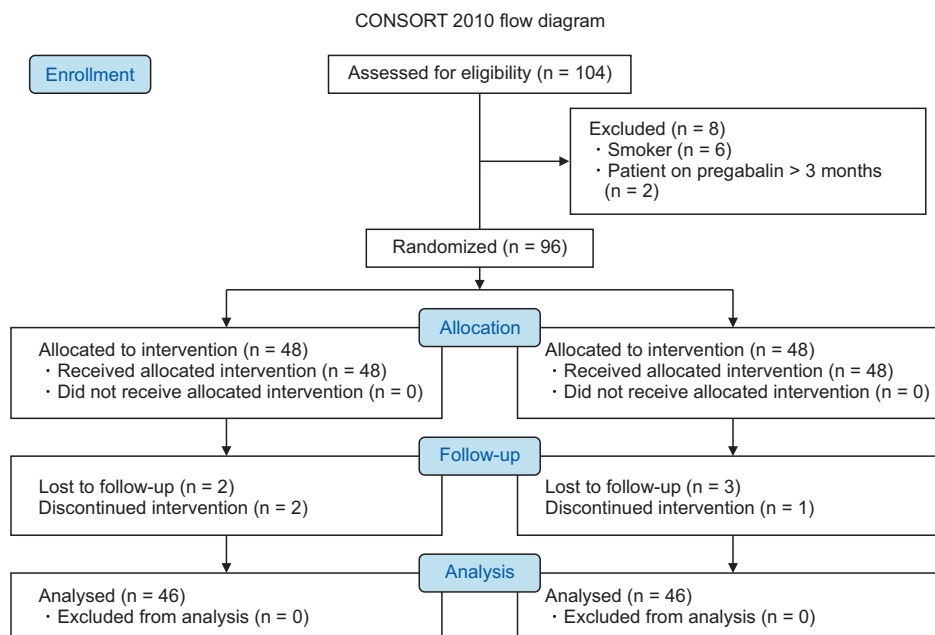 CONSORT 2010 flow diagram
Enrollment
Assessed for eligibility (n = 104)
Excluded (n = 8)
· Smoker (n = 6)
· Patient on pregabalin > 3 months
(n = 2)
Randomized (n = 96)
Allocation
Allocated to intervention (n = 48)
· Received allocated intervention (n = 48)
· Did not receive allocated intervention (n = 0)
Allocated to intervention (n = 48)
· Received allocated intervention (n = 48)
· Did not receive allocated intervention (n = 0)
Follow-up
Lost to follow-up (n = 2)
Discontinued intervention (n = 2)
Lost to follow-up (n = 3)
Discontinued intervention (n = 1)
Analysis
Analysed (n = 46)
· Excluded from analysis (n = 0)
Analysed (n = 46)
· Excluded from analysis (n = 0)